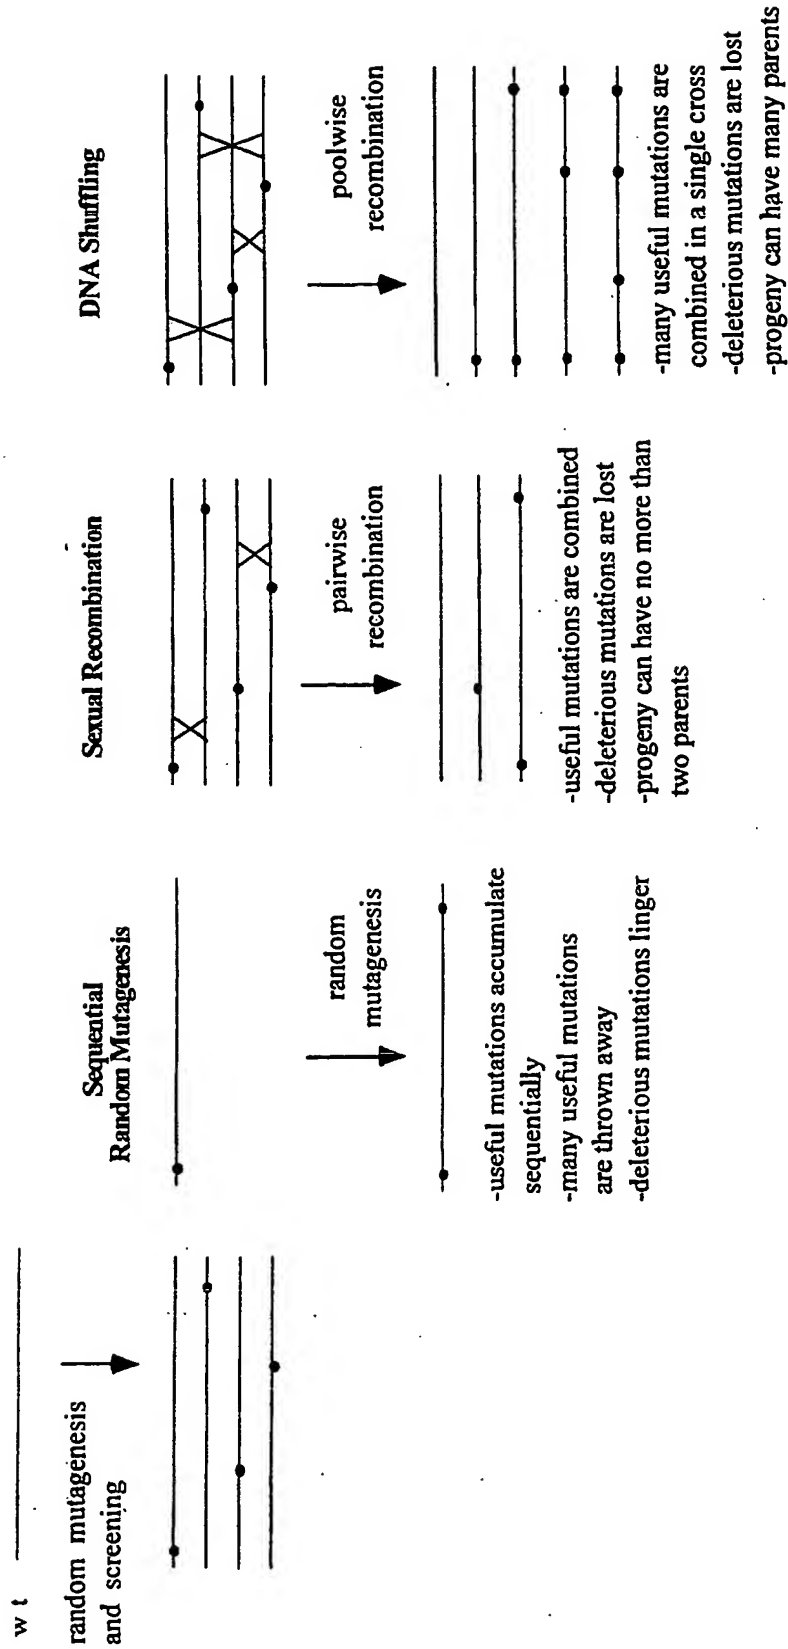 w t
random mutagenesis
and screening
Sequential
Random Mutagenesis
random
mutagenesis
-useful mutations accumulate
sequentially
-many useful mutations
are thrown away
-deleterious mutations linger
Sexual Recombination
pairwise
recombination
-useful mutations are combined
-deleterious mutations are lost
-progeny can have no more than
two parents
DNA Shuffling
poolwise
recombination
-many useful mutations are
combined in a single cross
-deleterious mutations are lost
-progeny can have many parents